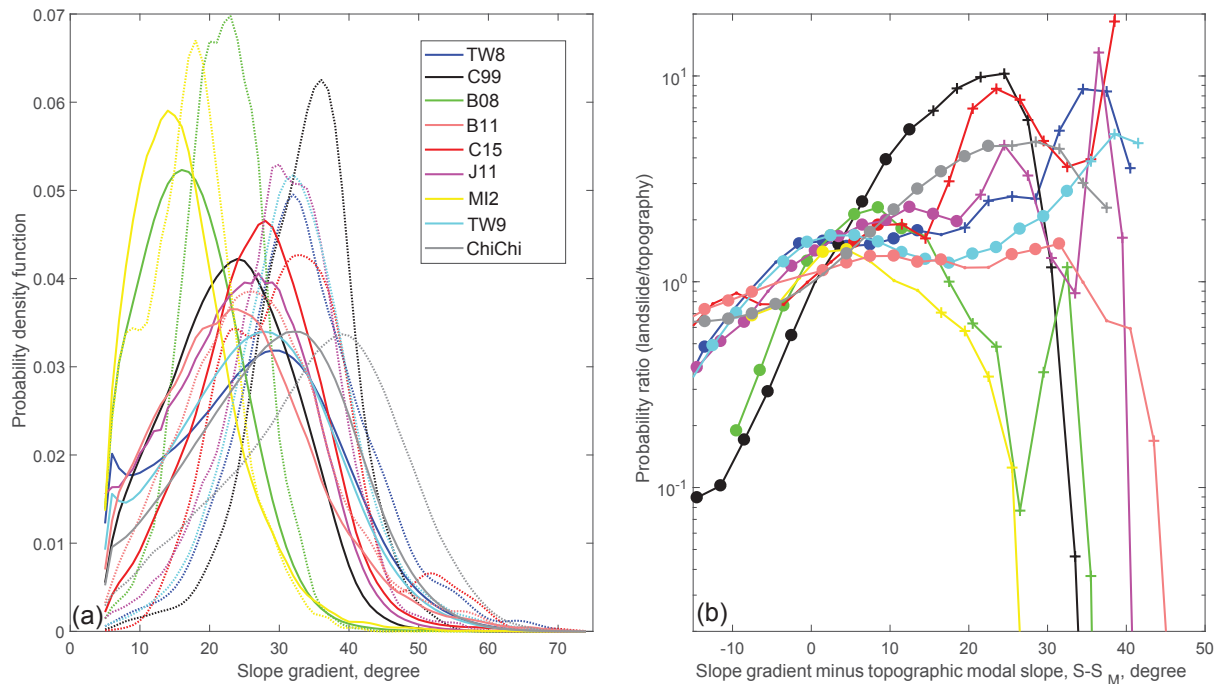 0.07
0.06
0.05
0.04
0.03
0.02
0.01
0
0 10 20 30 40 50 60 70
Probability density function
Slope gradient, degree
(a)
TW8
C99
B08
B11
C15
J11
MI2
TW9
ChiChi
10^1
10^0
10^-1
-10 0 10 20 30 40 50
Probability ratio (landslide/topography)
Slope gradient minus topographic modal slope, S-S_M, degree
(b)